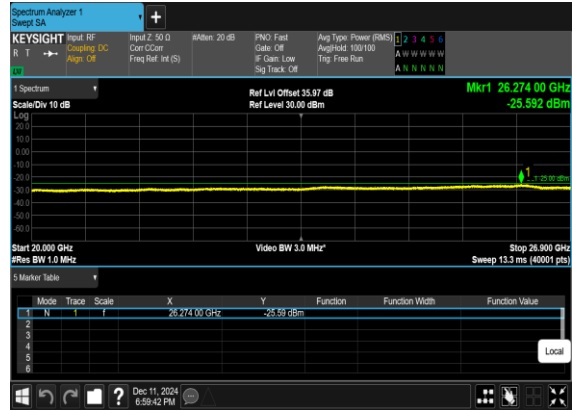 Spectrum Analyzer 1
Swept SA
+
KEYSIGHT Input: RF Input Z: 50 Ω #Atten: 20 dB PNO: Fast Avg Type: Power (RMS) 1 2 3 4 5 6
R T Coupling: DC Corr CCorr Gate: Off Avg|Hold: 100/100 A W W W W W
Align: Off Freq Ref: Int (S) IF Gain: Low Trig: Free Run
Sig Track: Off A N N N N N
1 Spectrum Ref Lvl Offset 35.97 dB Mkr1 26.274 00 GHz
Scale/Div 10 dB Ref Level 30.00 dBm -25.592 dBm
Log
20.0
10.0
0.00
-10.0
-20.0
-30.0
-40.0
-50.0
-60.0
1
-25.00 dBm
Start 20.000 GHz Video BW 3.0 MHz* Stop 26.900 GHz
#Res BW 1.0 MHz Sweep 13.3 ms (40001 pts)
5 Marker Table
Mode Trace Scale X Y Function Function Width Function Value
1 N 1 f 26.274 00 GHz -25.59 dBm
2
3
4
5
6
Local
? Dec 11, 2024
6:59:42 PM